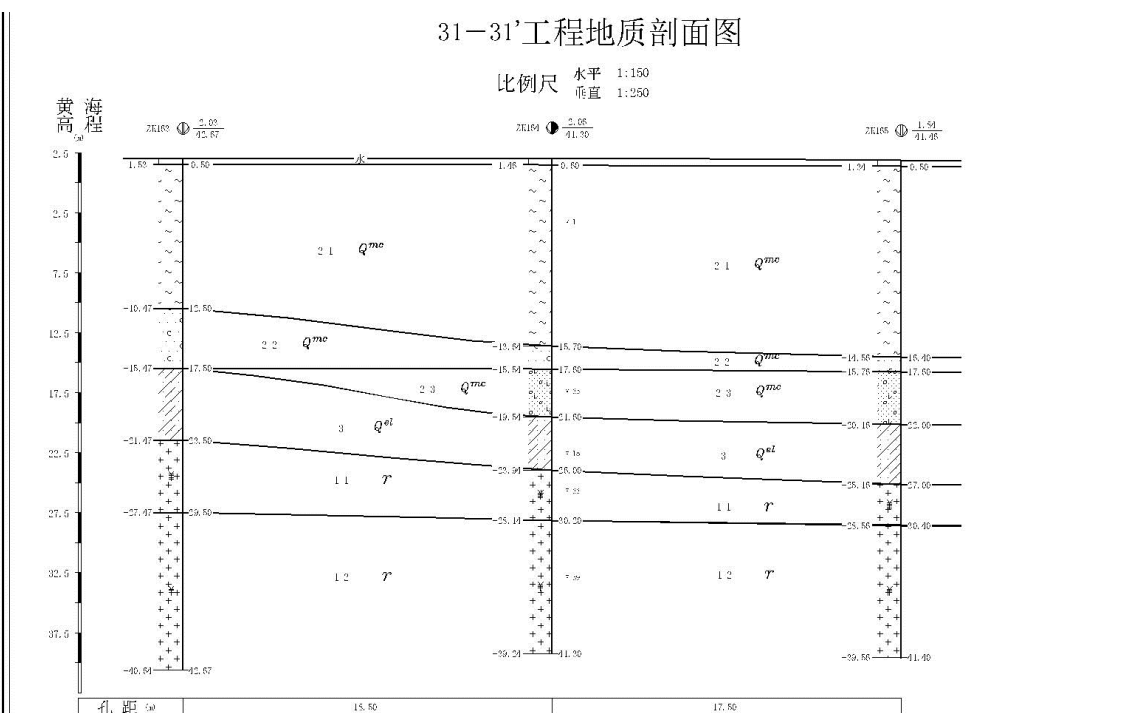 31-31'工程地质剖面图
比例尺 水平 1:150
垂直 1:250
黄海
高程
(m)
ZK163 2.03 ZK164 2.06 ZK165 1.84
42.67 41.30
2.5
1.53 0.50 水 1.46 0.60 1.34 0.50
2.5
2 1 Qmc
2 1 Qmc
7.5
-10.47 12.50
12.5
2 2 Qmc
-13.64 15.70
2 2 Qmc
-14.56 16.40
-15.47 17.50 -15.54 17.60 -15.76 17.60
17.5
2 3 Qmc 2 3 Qmc
-19.54 21.60
-20.16 22.00
3 Qel
-21.47 23.50
22.5
3 Qel
-23.94 26.00
1 1 r
-25.16 27.00
1 1 r
27.5
-27.47 29.50 -28.14 30.20 -28.56 30.40
32.5
1 2 r 1 2 r
37.5
-40.64 42.67 -39.24 41.30 -39.56 41.40
孔距 (m) 18.50 17.50